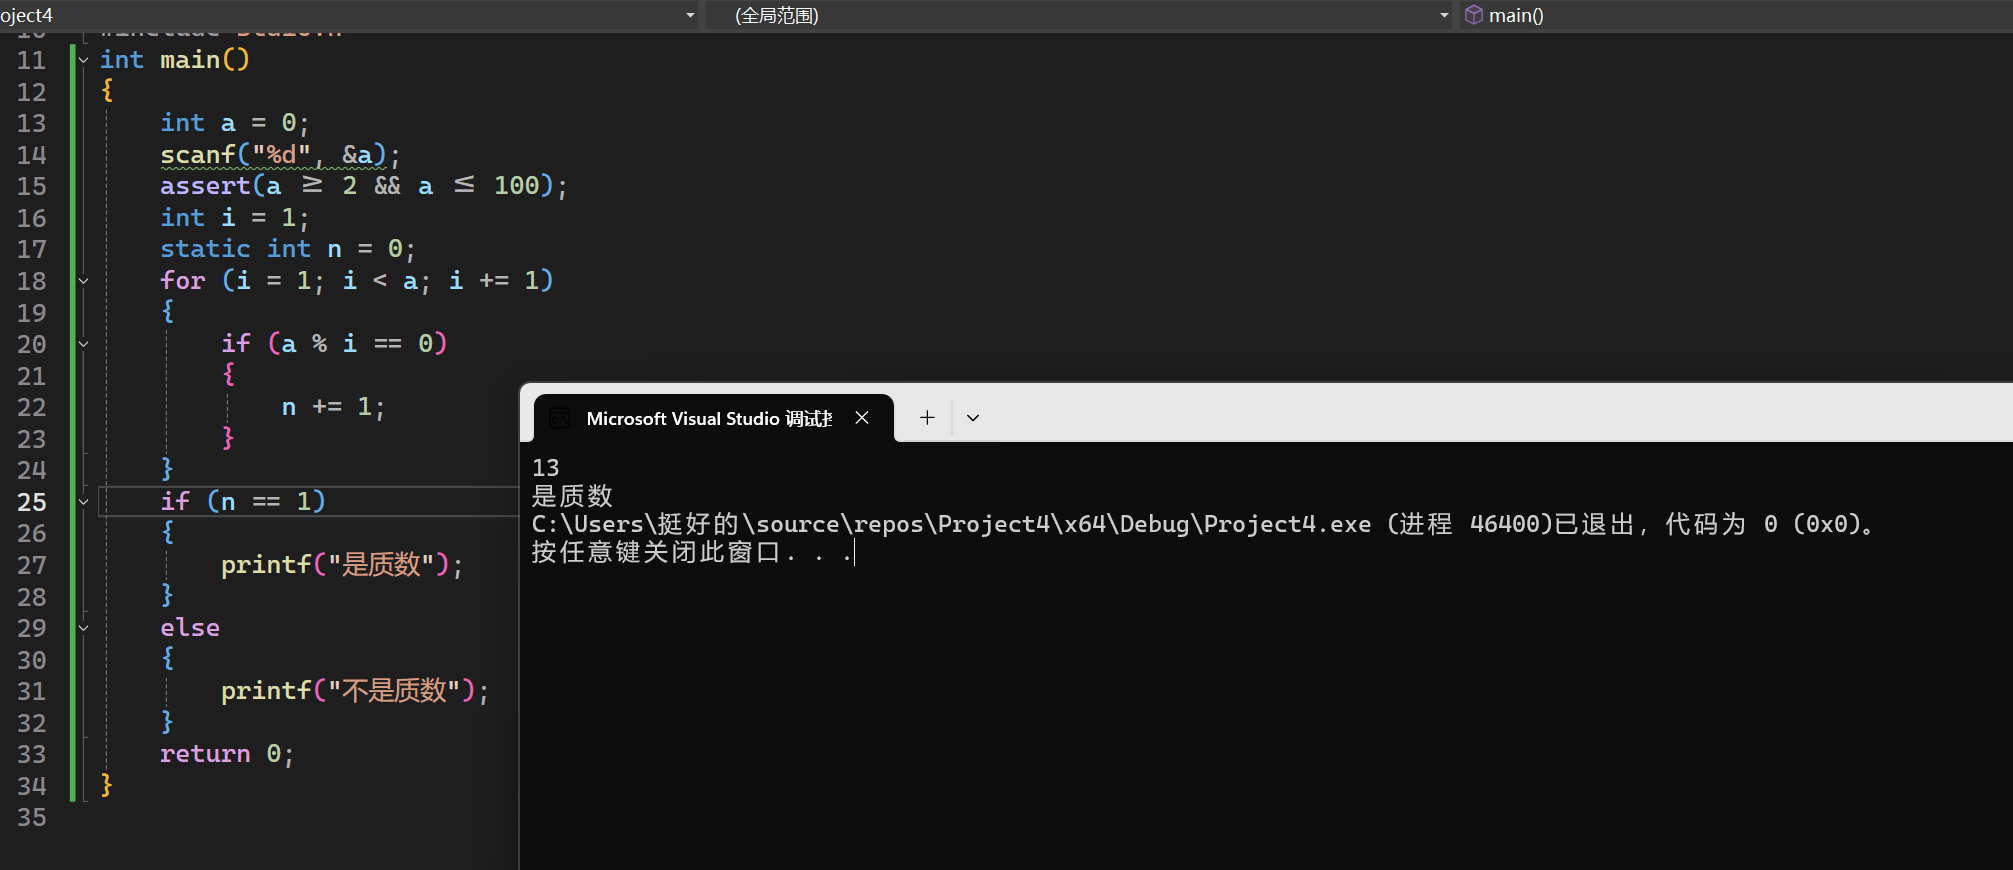 oject4 (全局范围) main()
11 int main()
12 {
13 int a = 0;
14 scanf("%d", &a);
15 assert(a ≥ 2 && a ≤ 100);
16 int i = 1;
17 static int n = 0;
18 for (i = 1; i < a; i += 1)
19 {
20 if (a % i == 0)
21 {
22 n += 1;
23 }
24 }
25 if (n == 1)
26 {
27 printf("是质数");
28 }
29 else
30 {
31 printf("不是质数");
32 }
33 return 0;
34 }
35
Microsoft Visual Studio 调试
13
是质数
C:\Users\挺好的\source\repos\Project4\x64\Debug\Project4.exe (进程 46400)已退出，代码为 0 (0x0)。
按任意键关闭此窗口. . .